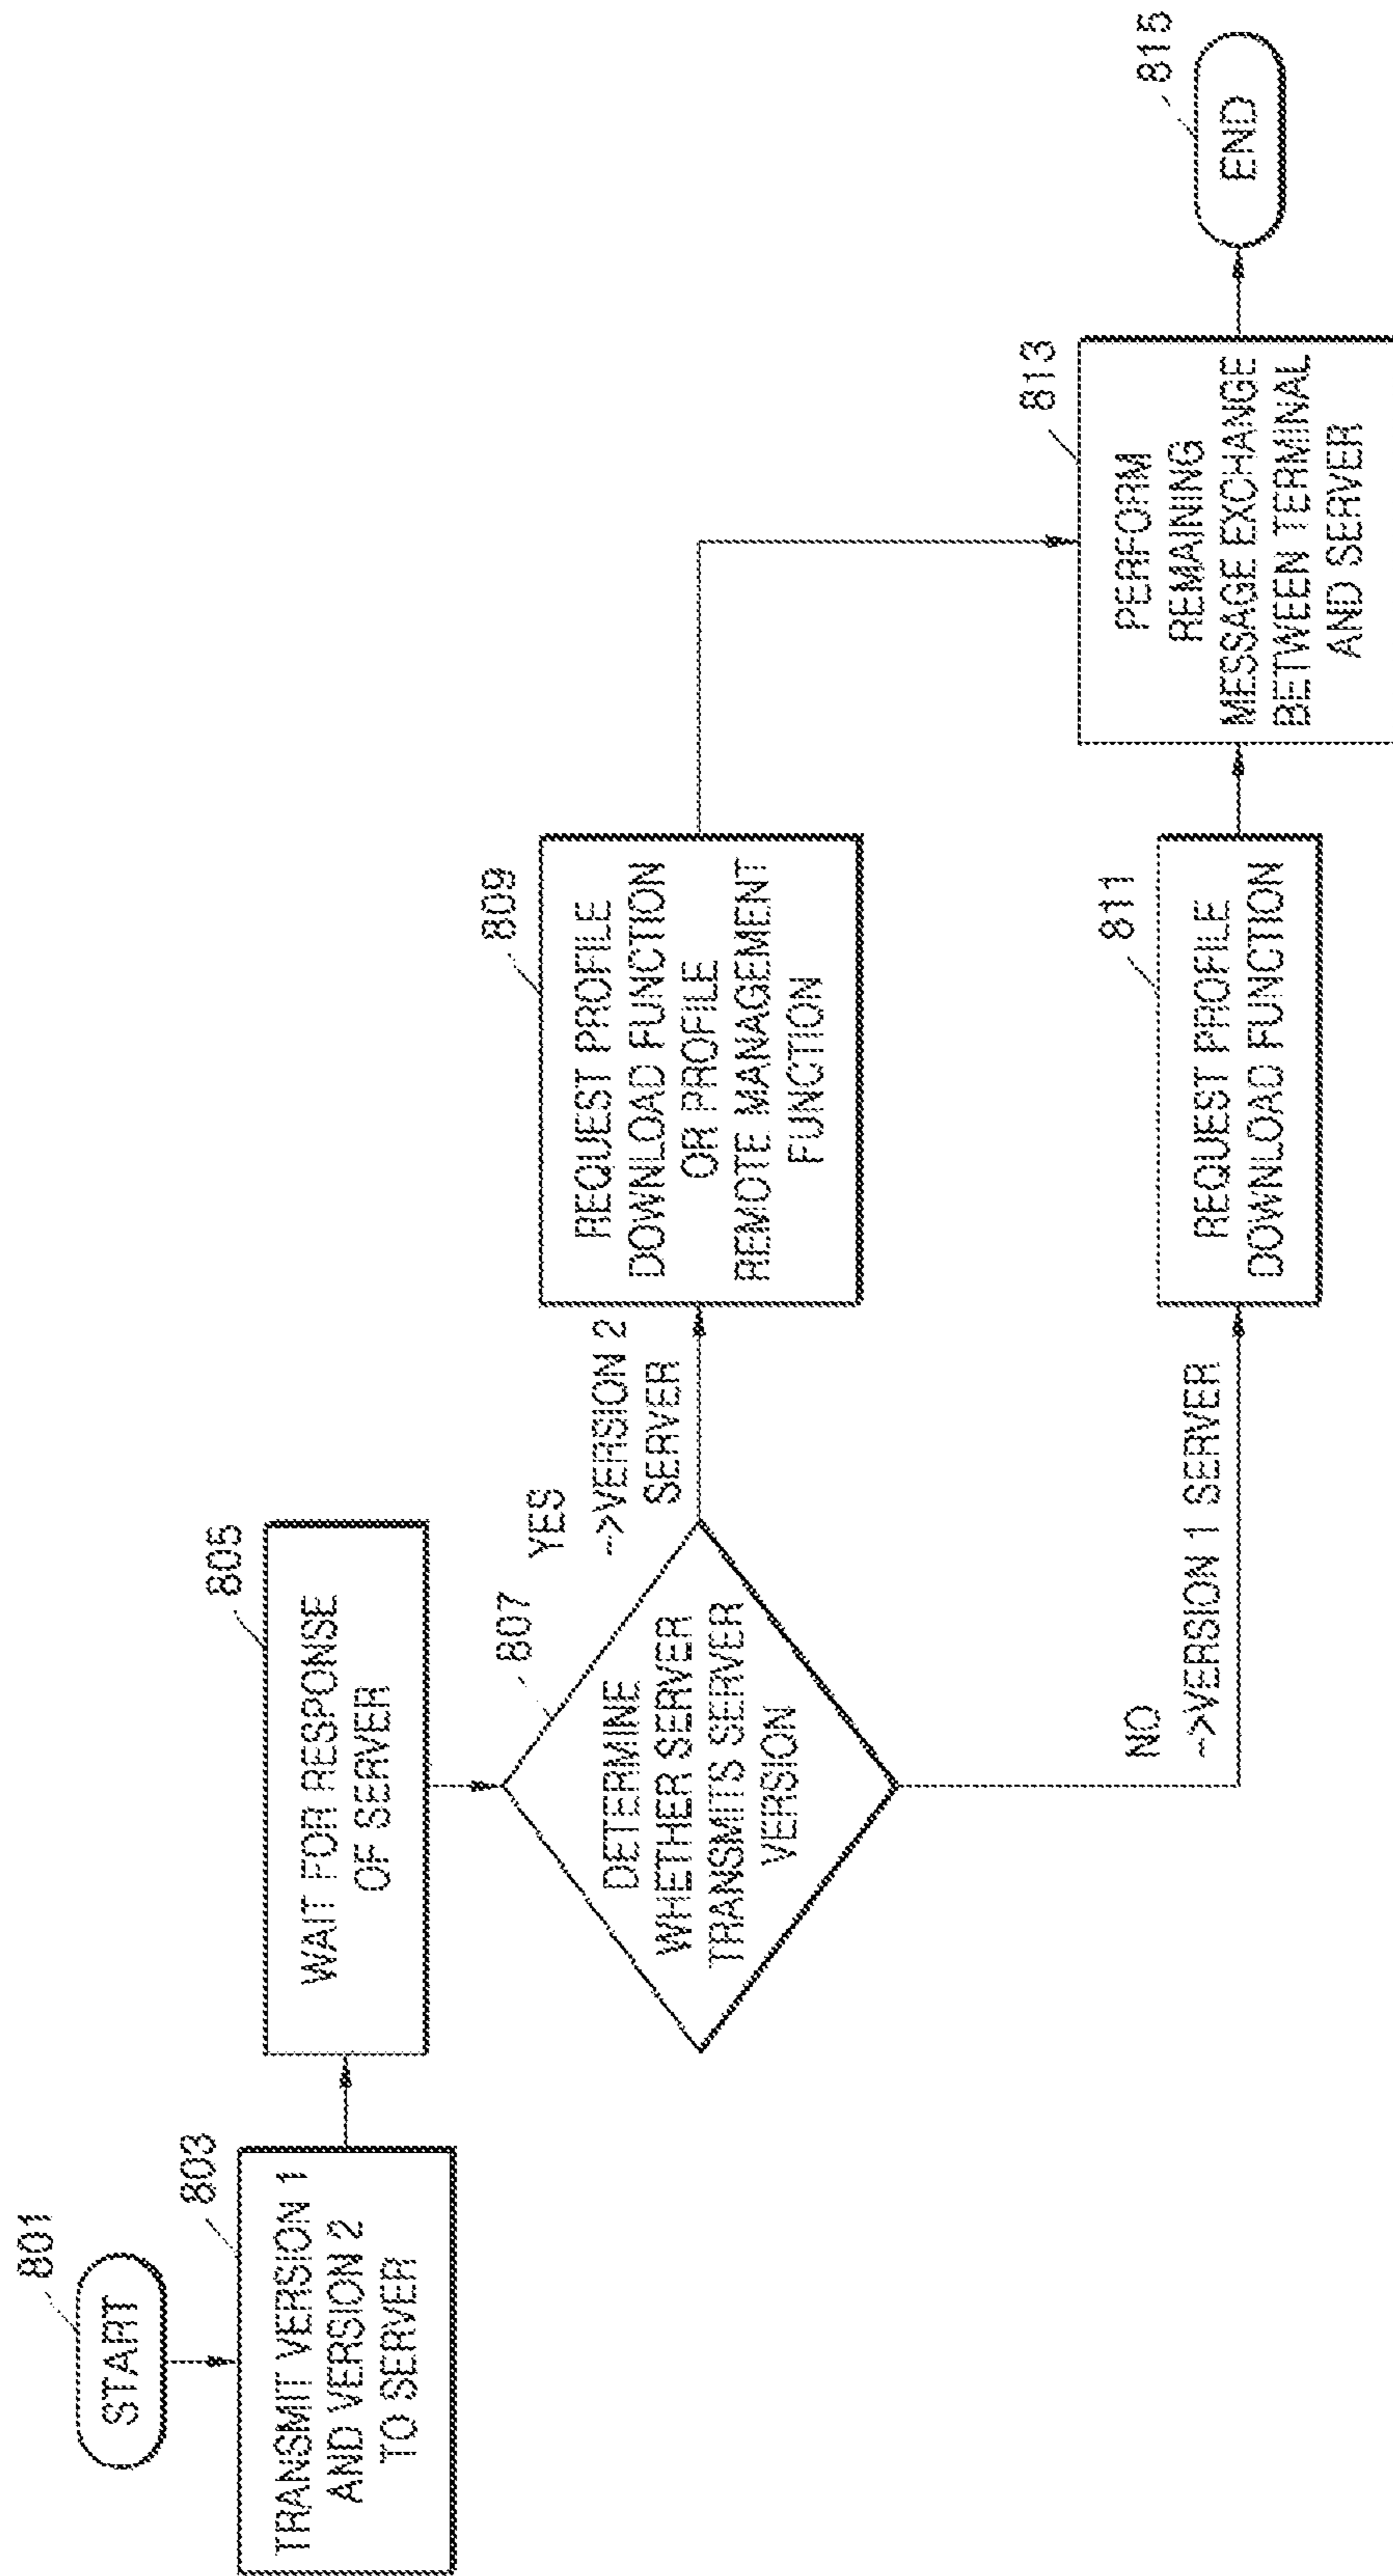 801
START
803
TRANSMIT VERSION 1
AND VERSION 2
TO SERVER
805
WAIT FOR RESPONSE
OF SERVER
807
DETERMINE
WHETHER SERVER
TRANSMITS SERVER
VERSION
YES
->VERSION 2
SERVER
809
REQUEST PROFILE
DOWNLOAD FUNCTION
OR PROFILE
REMOTE MANAGEMENT
FUNCTION
NO
->VERSION 1 SERVER
811
REQUEST PROFILE
DOWNLOAD FUNCTION
813
PERFORM
REMAINING
MESSAGE EXCHANGE
BETWEEN TERMINAL
AND SERVER
815
END